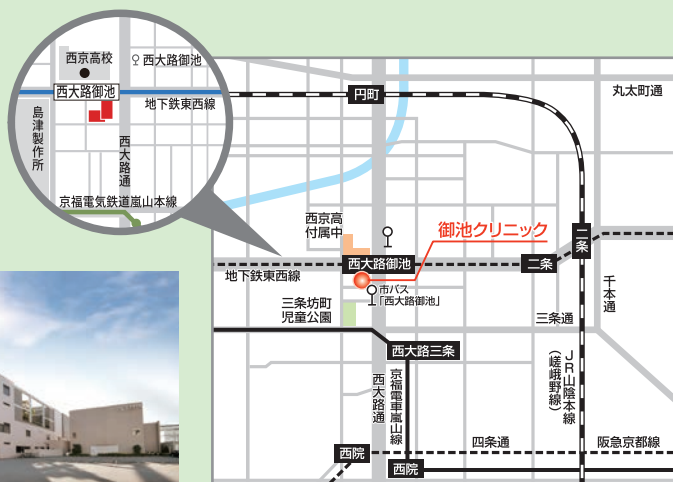 西京高校
西大路御池
西大路御池
地下鉄東西線
島津製作所
西大路通
京福電気鉄道嵐山本線
円町
丸太町通
西京高
付属中
御池クリニック
西大路御池
二条
二条
地下鉄東西線
市バス
「西大路御池」
千本通
三条坊町
児童公園
三条通
西大路三条
西大路通
京福電車嵐山線
JR山陰本線
(嵯峨野線)
四条通
阪急京都線
西院
西院